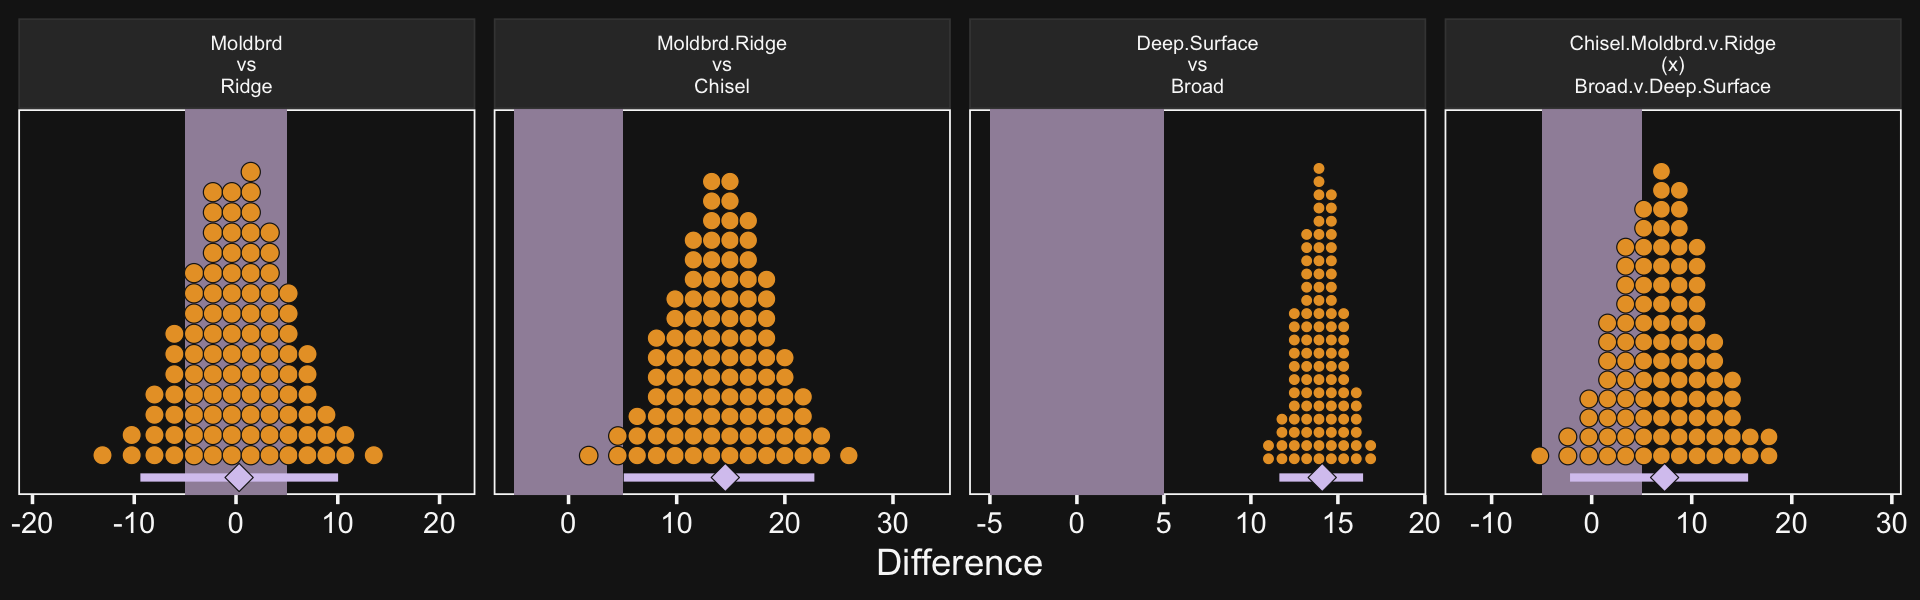 Moldbrd
vs
Ridge
Moldbrd.Ridge
vs
Chisel
Deep.Surface
vs
Broad
Chisel.Moldbrd.v.Ridge
(x)
Broad.v.Deep.Surface
-20 -10 0 10 20
0 10 20 30
-5 0 5 10 15 20
-10 0 10 20 30
Difference